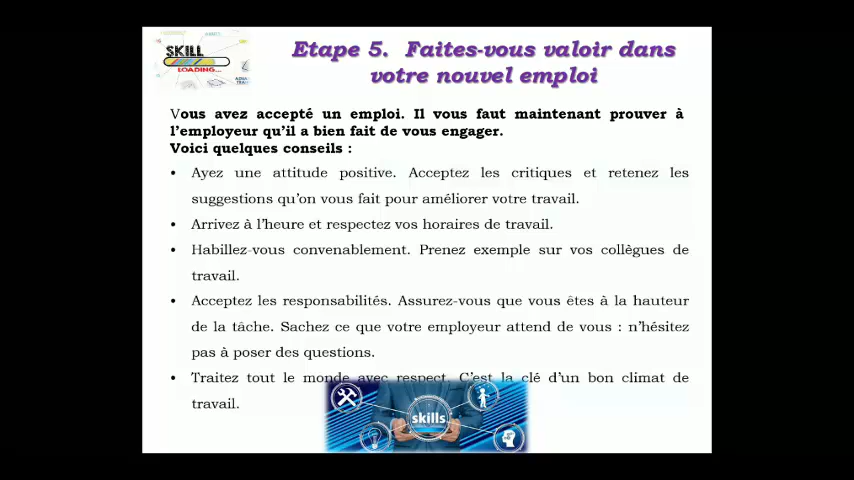 SKILL
LOADING...
Etape 5. Faites-vous valoir dans
votre nouvel emploi
Vous avez accepté un emploi. Il vous faut maintenant prouver à
l’employeur qu’il a bien fait de vous engager.
Voici quelques conseils :
• Ayez une attitude positive. Acceptez les critiques et retenez les
suggestions qu’on vous fait pour améliorer votre travail.
• Arrivez à l’heure et respectez vos horaires de travail.
• Habillez-vous convenablement. Prenez exemple sur vos collègues de
travail.
• Acceptez les responsabilités. Assurez-vous que vous êtes à la hauteur
de la tâche. Sachez ce que votre employeur attend de vous : n’hésitez
pas à poser des questions.
• Traitez tout le monde avec respect. C’est la clé d’un bon climat de
travail.
skills